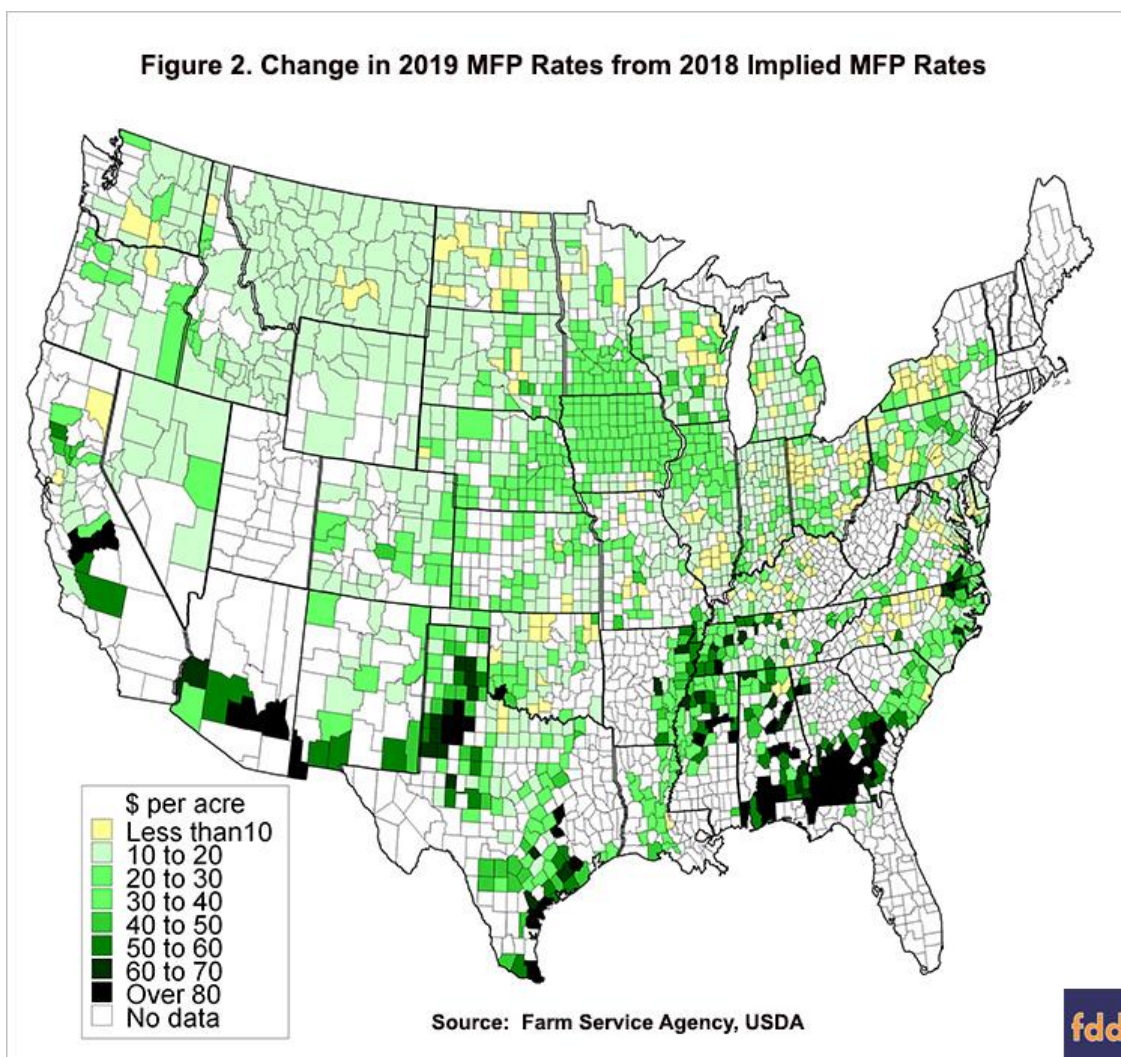 Figure 2. Change in 2019 MFP Rates from 2018 Implied MFP Rates
$ per acre
Less than10
10 to 20
20 to 30
30 to 40
40 to 50
50 to 60
60 to 70
Over 80
No data
Source: Farm Service Agency, USDA
fdd